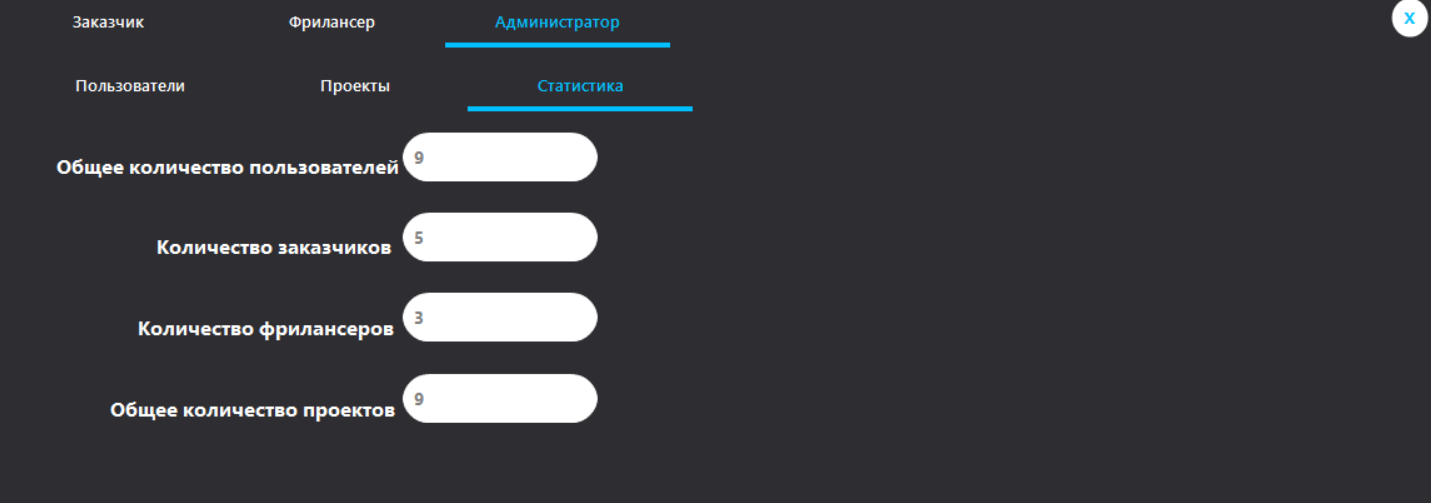 Заказчик Фрилансер Администратор X
Пользователи Проекты Статистика
Общее количество пользователей 9
Количество заказчиков 5
Количество фрилансеров 3
Общее количество проектов 9